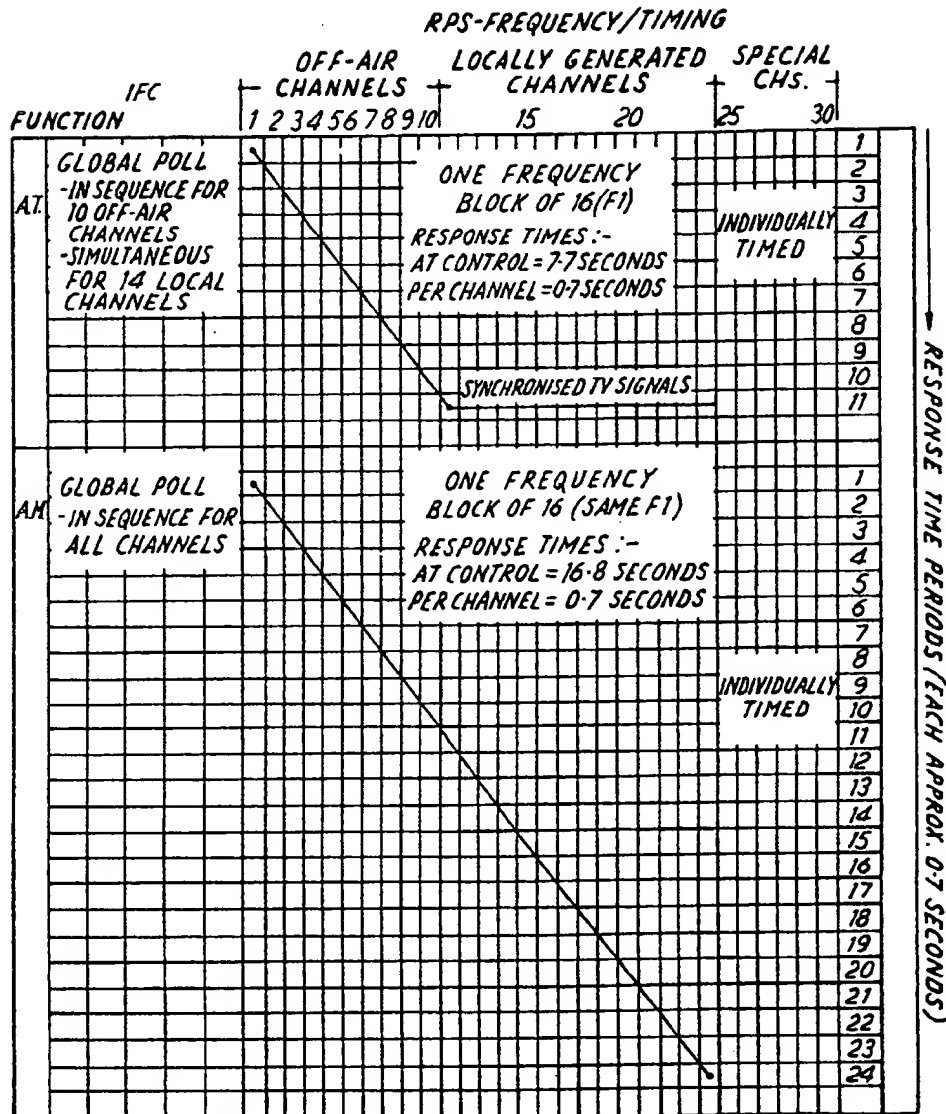 RPS-FREQUENCY/TIMING
OFF-AIR CHANNELS
LOCALLY GENERATED CHANNELS
SPECIAL CHS.
IFC
FUNCTION
1 2 3 4 5 6 7 8 9 10 15 20 25 30
A.T.
GLOBAL POLL
-IN SEQUENCE FOR
10 OFF-AIR
CHANNELS
-SIMULTANEOUS
FOR 14 LOCAL
CHANNELS
ONE FREQUENCY
BLOCK OF 16 (F1)
RESPONSE TIMES :-
AT CONTROL = 7·7 SECONDS
PER CHANNEL = 0·7 SECONDS
INDIVIDUALLY
TIMED
SYNCHRONISED TV SIGNALS
1
2
3
4
5
6
7
8
9
10
11
A.M.
GLOBAL POLL
-IN SEQUENCE FOR
ALL CHANNELS
ONE FREQUENCY
BLOCK OF 16 (SAME F1)
RESPONSE TIMES :-
AT CONTROL = 16·8 SECONDS
PER CHANNEL = 0·7 SECONDS
INDIVIDUALLY
TIMED
1
2
3
4
5
6
7
8
9
10
11
12
13
14
15
16
17
18
19
20
21
22
23
24
RESPONSE TIME PERIODS (EACH APPROX. 0·7 SECONDS)